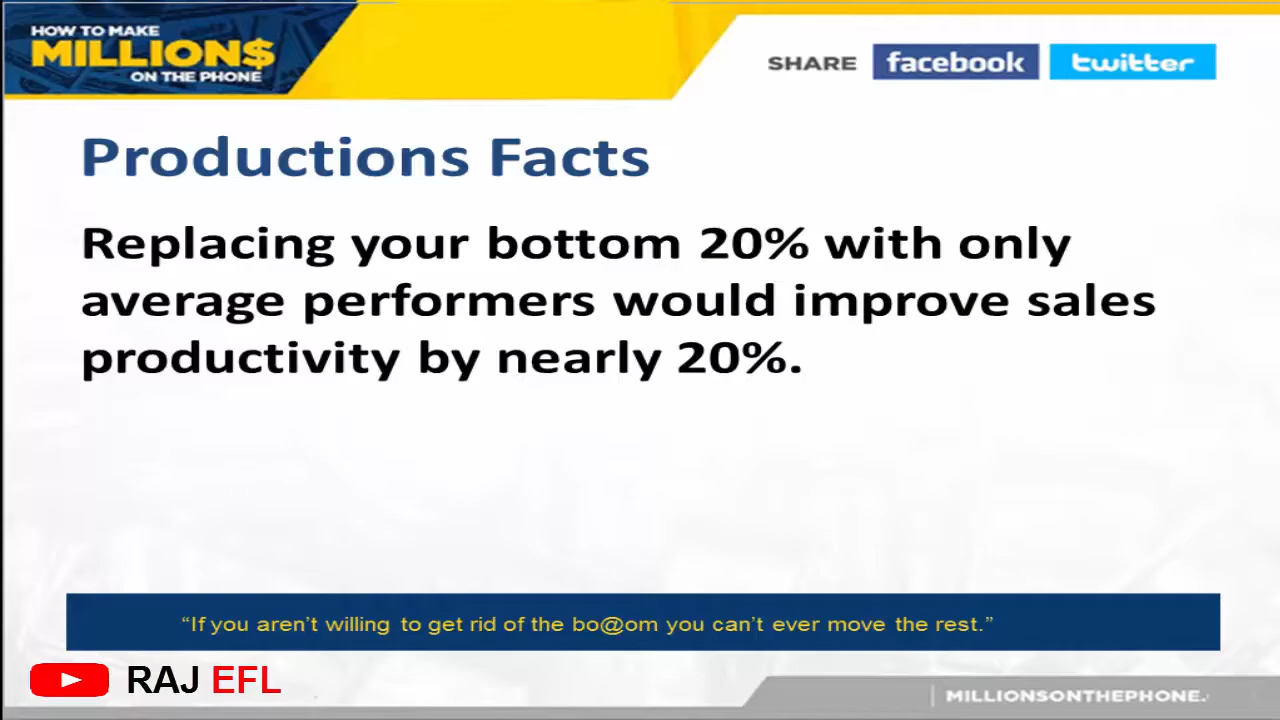 HOW TO MAKE
MILLION$
ON THE PHONE
SHARE facebook twitter
Productions Facts
Replacing your bottom 20% with only
average performers would improve sales
productivity by nearly 20%.
“If you aren’t willing to get rid of the bo@om you can’t ever move the rest.”
RAJ EFL
MILLIONSONTHEPHONE.